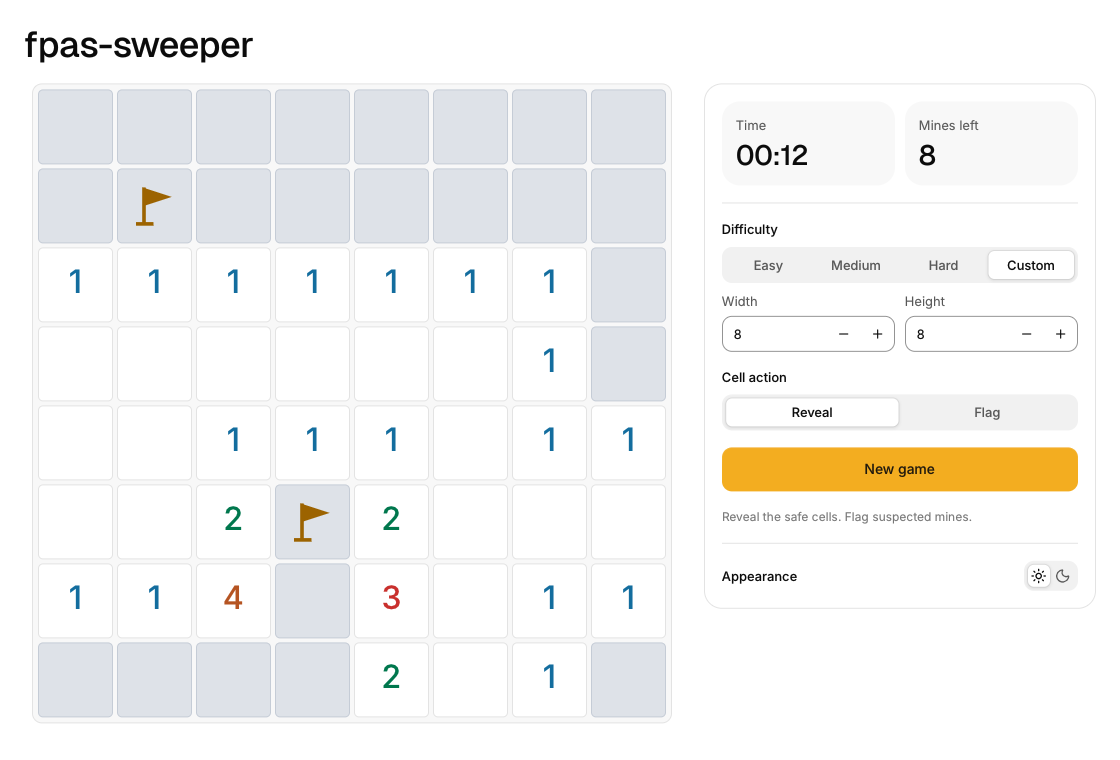 fpas-sweeper
Time
00:12
Mines left
8
Difficulty
Easy Medium Hard Custom
Width
8
Height
8
Cell action
Reveal Flag
New game
Reveal the safe cells. Flag suspected mines.
Appearance
1 1 1 1 1 1 1
1
1 1 1 1 1
2 2
1 1 4 3 1 1
2 1